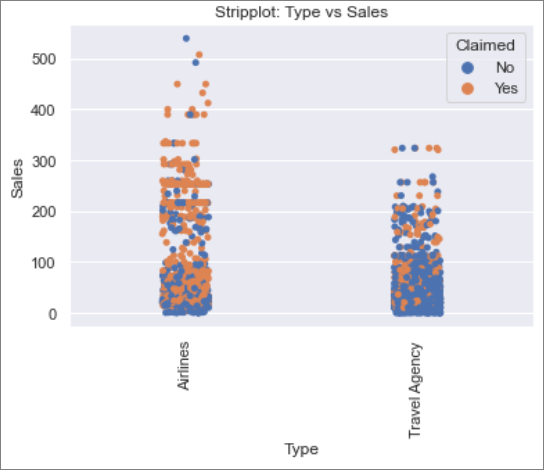 Stripplot: Type vs Sales
Claimed
No
Yes
500
400
300
200
100
0
Sales
Airlines
Travel Agency
Type